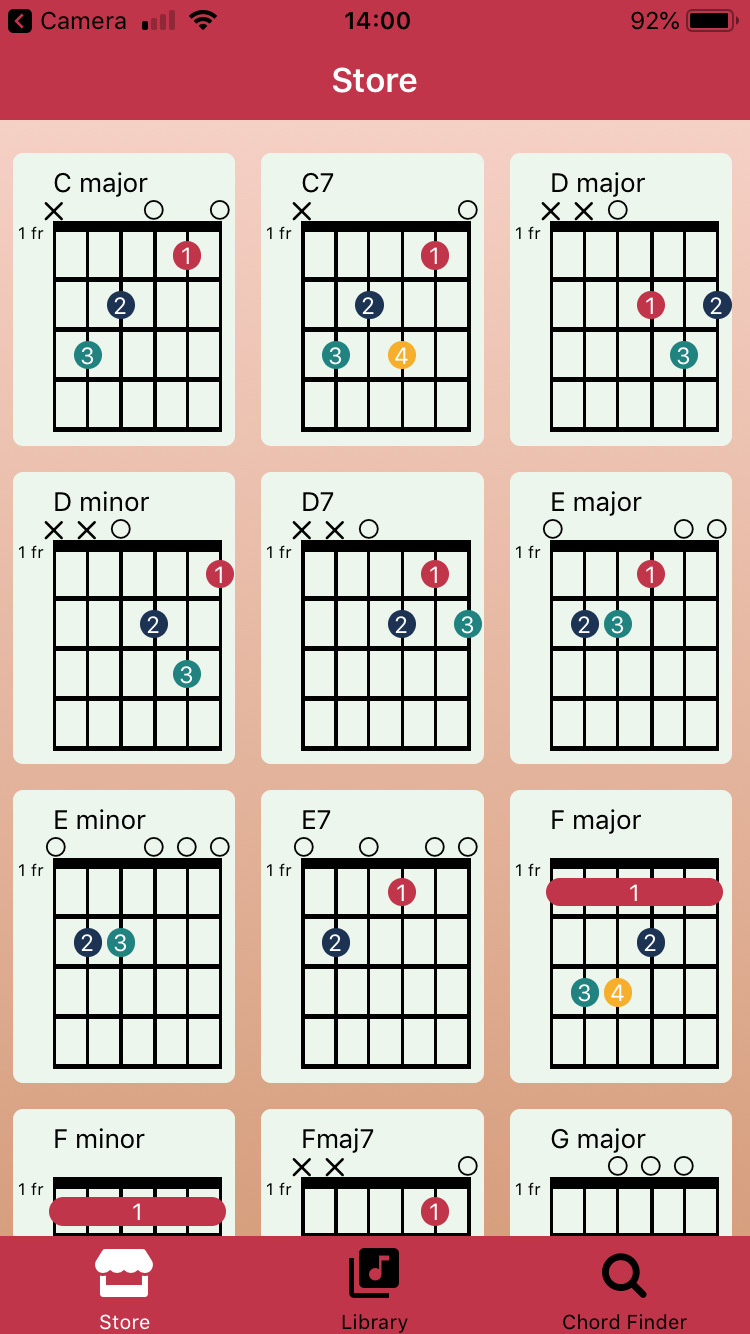 Camera 14:00 92%
Store
C major C7 D major
1 fr 1 fr 1 fr
1 1
2 2 1 2
3 3 4 3
D minor D7 E major
1 fr 1 fr 1 fr
1 1 1
2 2 3 2 3
3
E minor E7 F major
1 fr 1 fr 1 fr
1 1
2 3 2 2
3 4
F minor Fmaj7 G major
1 fr 1 fr 1 fr
1 1
Store Library Chord Finder